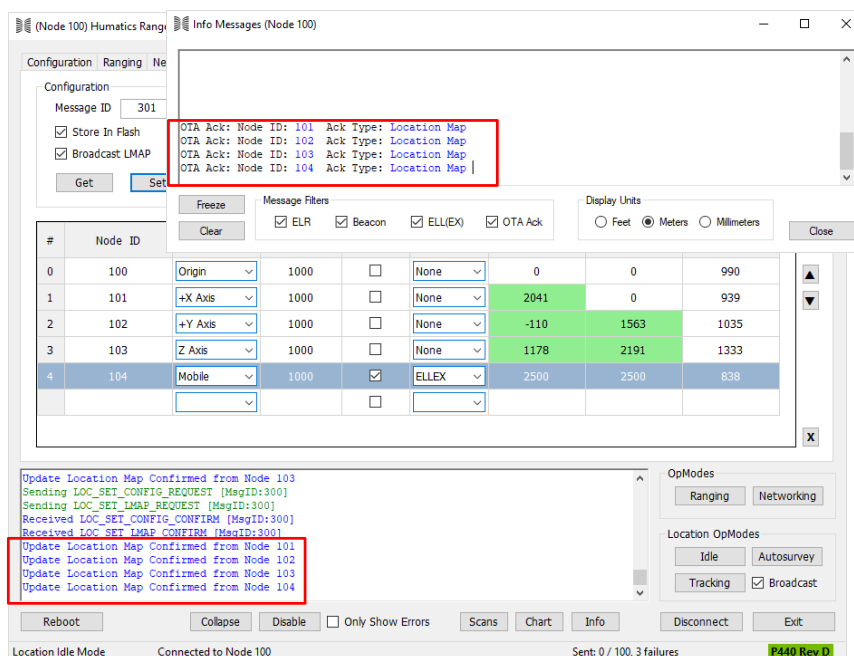 (Node 100) Humatics Range
Info Messages (Node 100)
Configuration Ranging Ne
Configuration
Message ID 301
Store In Flash
Broadcast LMAP
Get Set
OTA Ack: Node ID: 101 Ack Type: Location Map
OTA Ack: Node ID: 102 Ack Type: Location Map
OTA Ack: Node ID: 103 Ack Type: Location Map
OTA Ack: Node ID: 104 Ack Type: Location Map
Freeze
Clear
Message Filters
ELR Beacon ELL(EX) OTA Ack
Display Units
Feet Meters Millimeters
Close
# Node ID
0 100 Origin 1000 None 0 0 990
1 101 +X Axis 1000 None 2041 0 939
2 102 +Y Axis 1000 None -110 1563 1035
3 103 Z Axis 1000 None 1178 2191 1333
4 104 Mobile 1000 ELLEX 2500 2500 838
X
Update Location Map Confirmed from Node 103
Sending LOC_SET_CONFIG_REQUEST [MsgID:300]
Sending LOC_SET_LMAP_REQUEST [MsgID:300]
Received LOC_SET_CONFIG_CONFIRM [MsgID:300]
Received LOC_SET_LMAP_CONFIRM [MsgID:300]
Update Location Map Confirmed from Node 101
Update Location Map Confirmed from Node 102
Update Location Map Confirmed from Node 103
Update Location Map Confirmed from Node 104
OpModes
Ranging Networking
Location OpModes
Idle Autosurvey
Tracking Broadcast
Reboot Collapse Disable Only Show Errors Scans Chart Info Disconnect Exit
Location Idle Mode Connected to Node 100 Sent: 0 / 100, 3 failures P440 Rev D